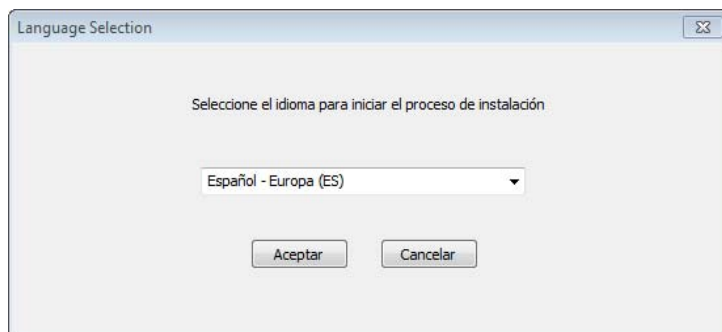 Language Selection
Seleccione el idioma para iniciar el proceso de instalación
Español - Europa (ES)
Aceptar
Cancelar